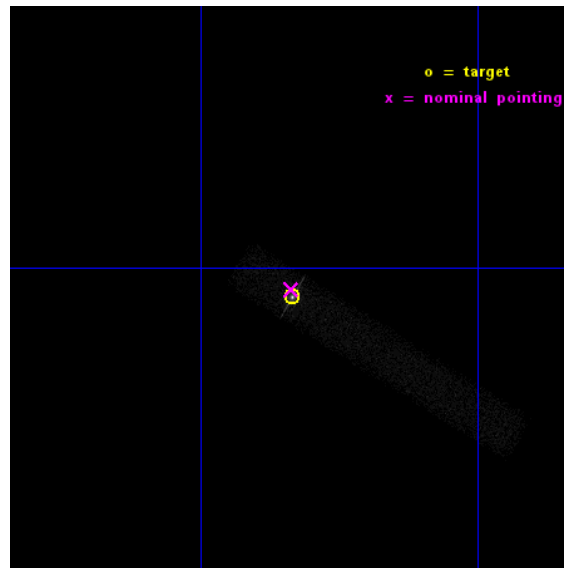 o = target
x = nominal pointing